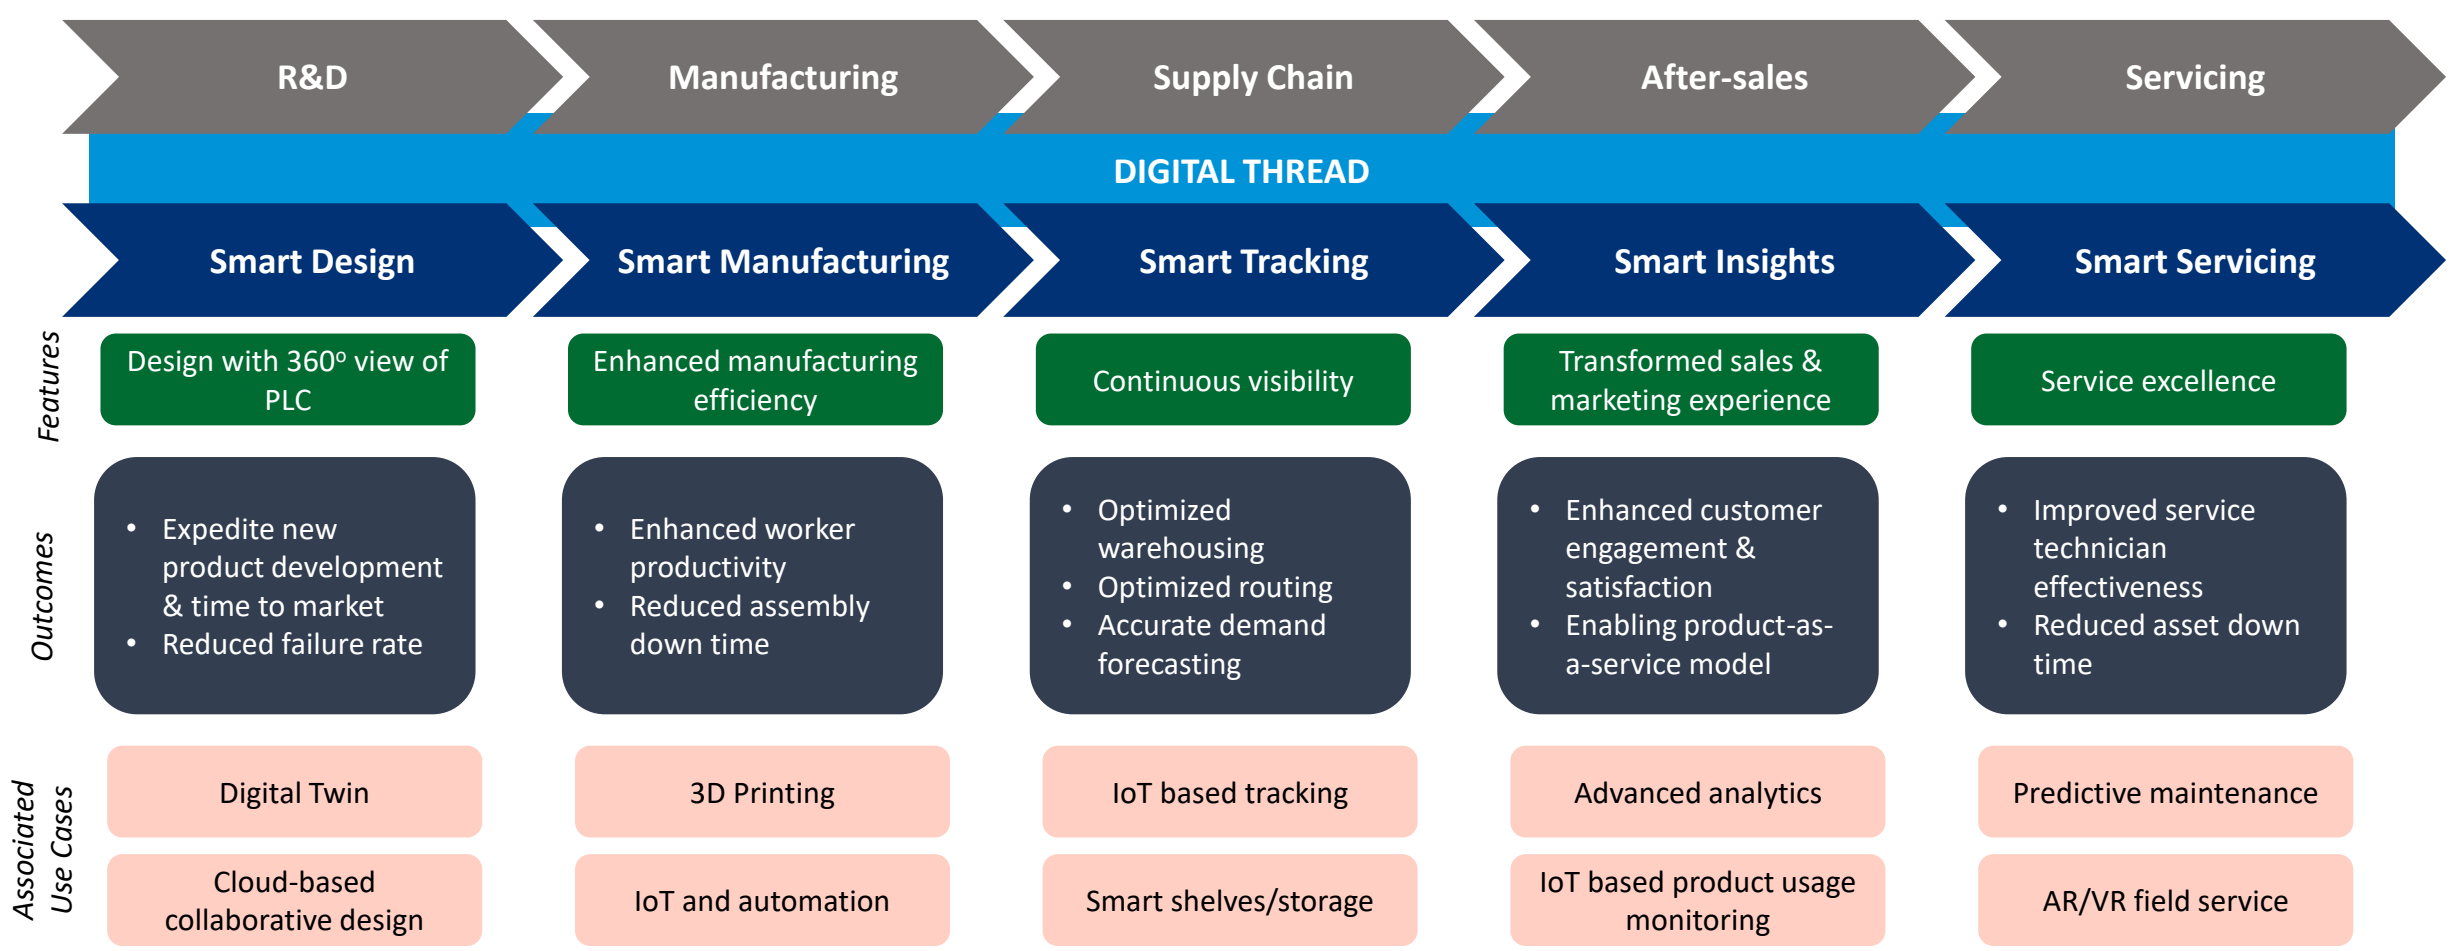 R&D
Manufacturing
Supply Chain
After-sales
Servicing
DIGITAL THREAD
Smart Design
Smart Manufacturing
Smart Tracking
Smart Insights
Smart Servicing
Features
Design with 360º view of
PLC
Enhanced manufacturing
efficiency
Continuous visibility
Transformed sales &
marketing experience
Service excellence
Outcomes
• Expedite new
product development
& time to market
• Reduced failure rate
• Enhanced worker
productivity
• Reduced assembly
down time
• Optimized
warehousing
• Optimized routing
• Accurate demand
forecasting
• Enhanced customer
engagement &
satisfaction
• Enabling product-as-
a-service model
• Improved service
technician
effectiveness
• Reduced asset down
time
Associated
Use Cases
Digital Twin
3D Printing
IoT based tracking
Advanced analytics
Predictive maintenance
Cloud-based
collaborative design
IoT and automation
Smart shelves/storage
IoT based product usage
monitoring
AR/VR field service